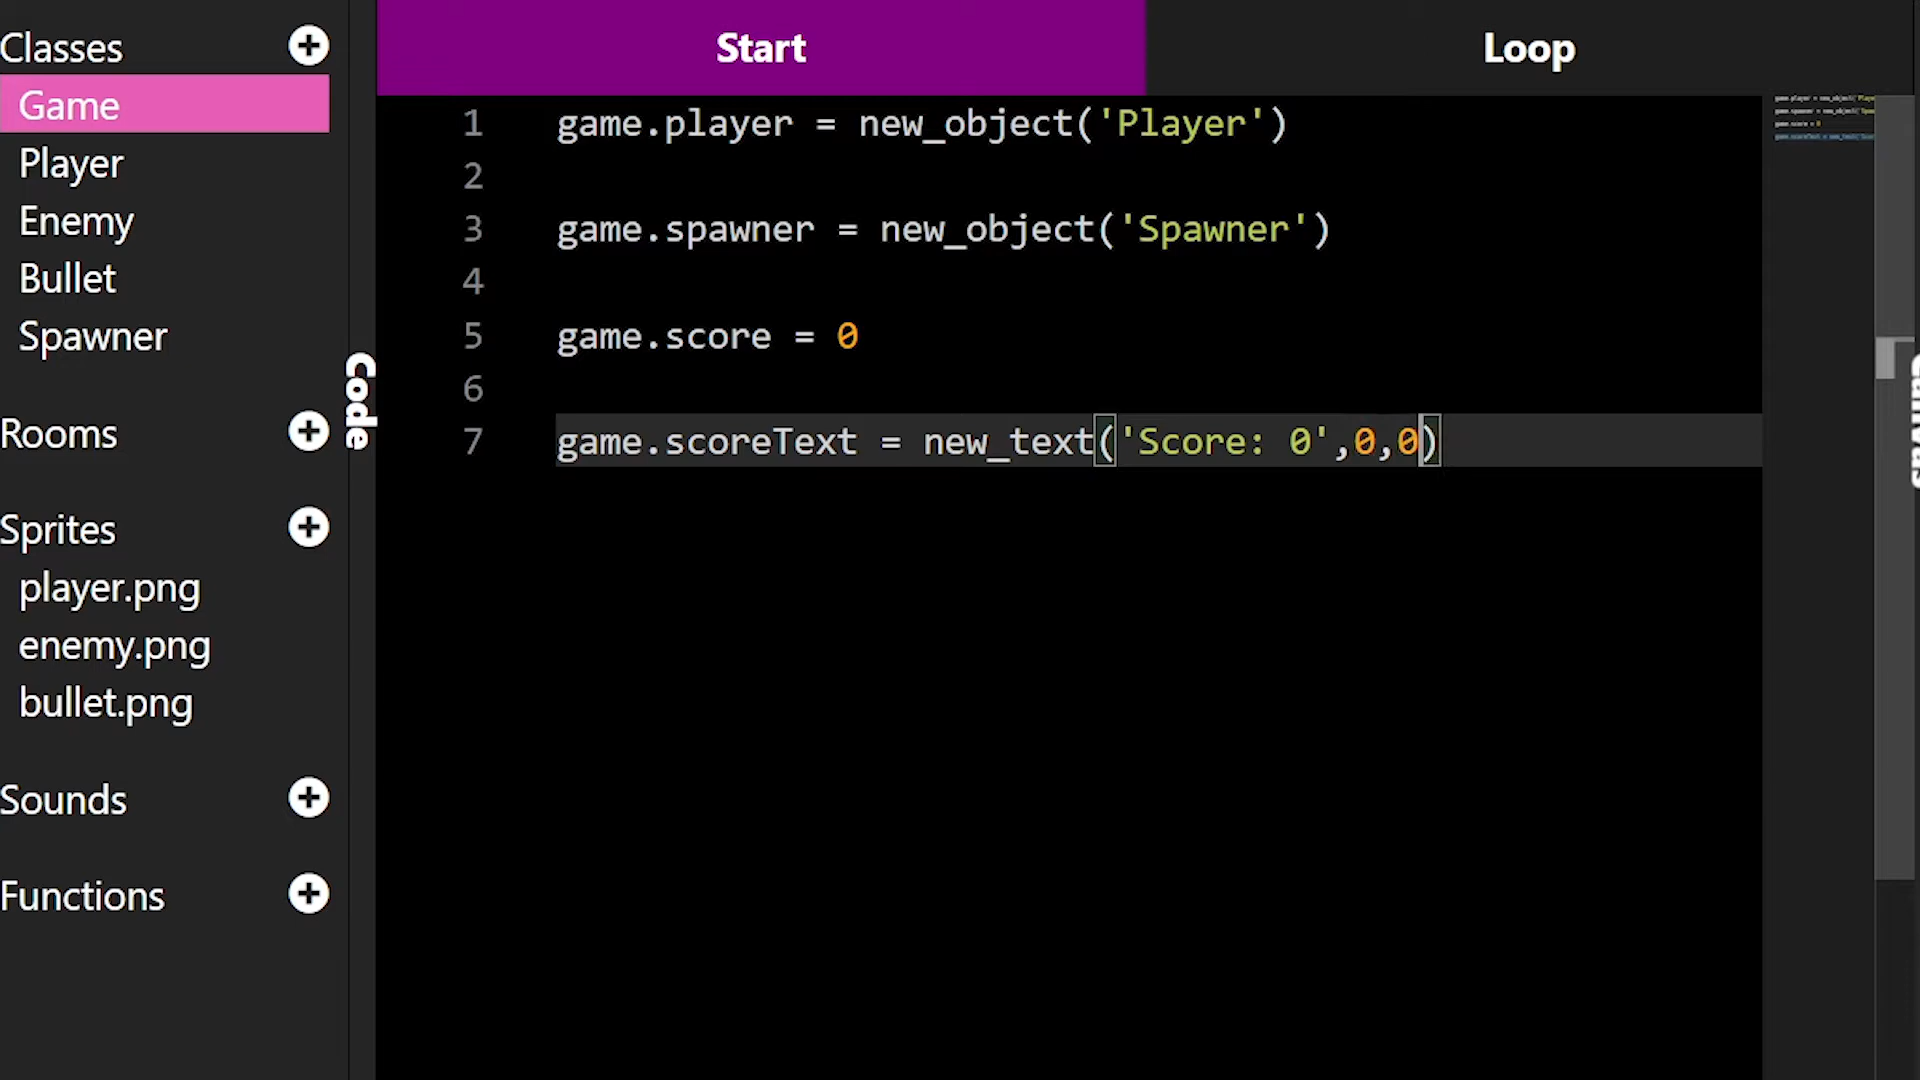 Classes
Game
Player
Enemy
Bullet
Spawner
Rooms
Sprites
player.png
enemy.png
bullet.png
Sounds
Functions
Code
Start
Loop
1 game.player = new_object('Player')
2
3 game.spawner = new_object('Spawner')
4
5 game.score = 0
6
7 game.scoreText = new_text('Score: 0',0,0)
Canvas